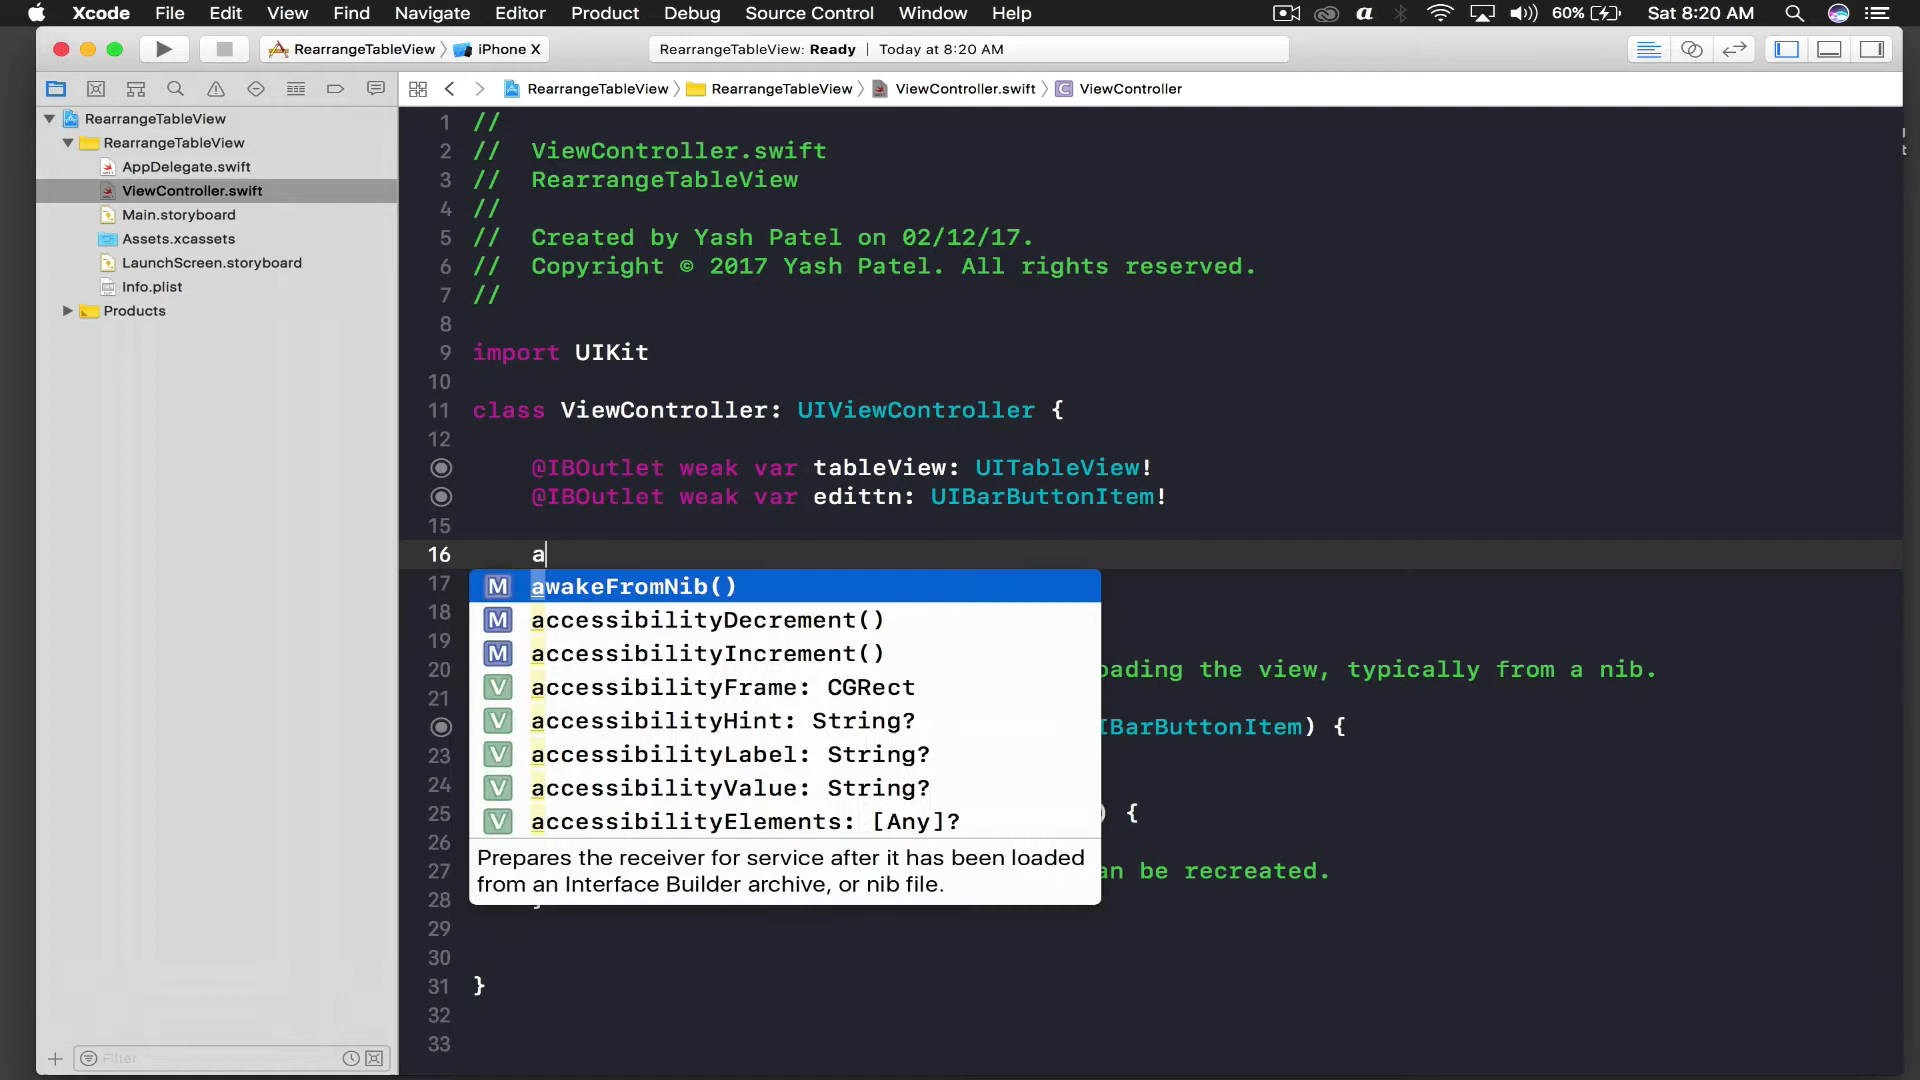 Xcode File Edit View Find Navigate Editor Product Debug Source Control Window Help 60% Sat 8:20 AM
RearrangeTableView iPhone X RearrangeTableView: Ready Today at 8:20 AM
RearrangeTableView RearrangeTableView ViewController.swift ViewController
RearrangeTableView
RearrangeTableView
AppDelegate.swift
ViewController.swift
Main.storyboard
Assets.xcassets
LaunchScreen.storyboard
Info.plist
Products
Filter
1 //
2 // ViewController.swift
3 // RearrangeTableView
4 //
5 // Created by Yash Patel on 02/12/17.
6 // Copyright © 2017 Yash Patel. All rights reserved.
7 //
8
9 import UIKit
10
11 class ViewController: UIViewController {
12
@IBOutlet weak var tableView: UITableView!
@IBOutlet weak var edittn: UIBarButtonItem!
15
16 a
17
18
19
20 ading the view, typically from a nib.
21
BarButtonItem) {
23
24
25 ) {
26
27 n be recreated.
28
29
30
31 }
32
33
M awakeFromNib()
M accessibilityDecrement()
M accessibilityIncrement()
V accessibilityFrame: CGRect
V accessibilityHint: String?
V accessibilityLabel: String?
V accessibilityValue: String?
V accessibilityElements: [Any]?
Prepares the receiver for service after it has been loaded
from an Interface Builder archive, or nib file.